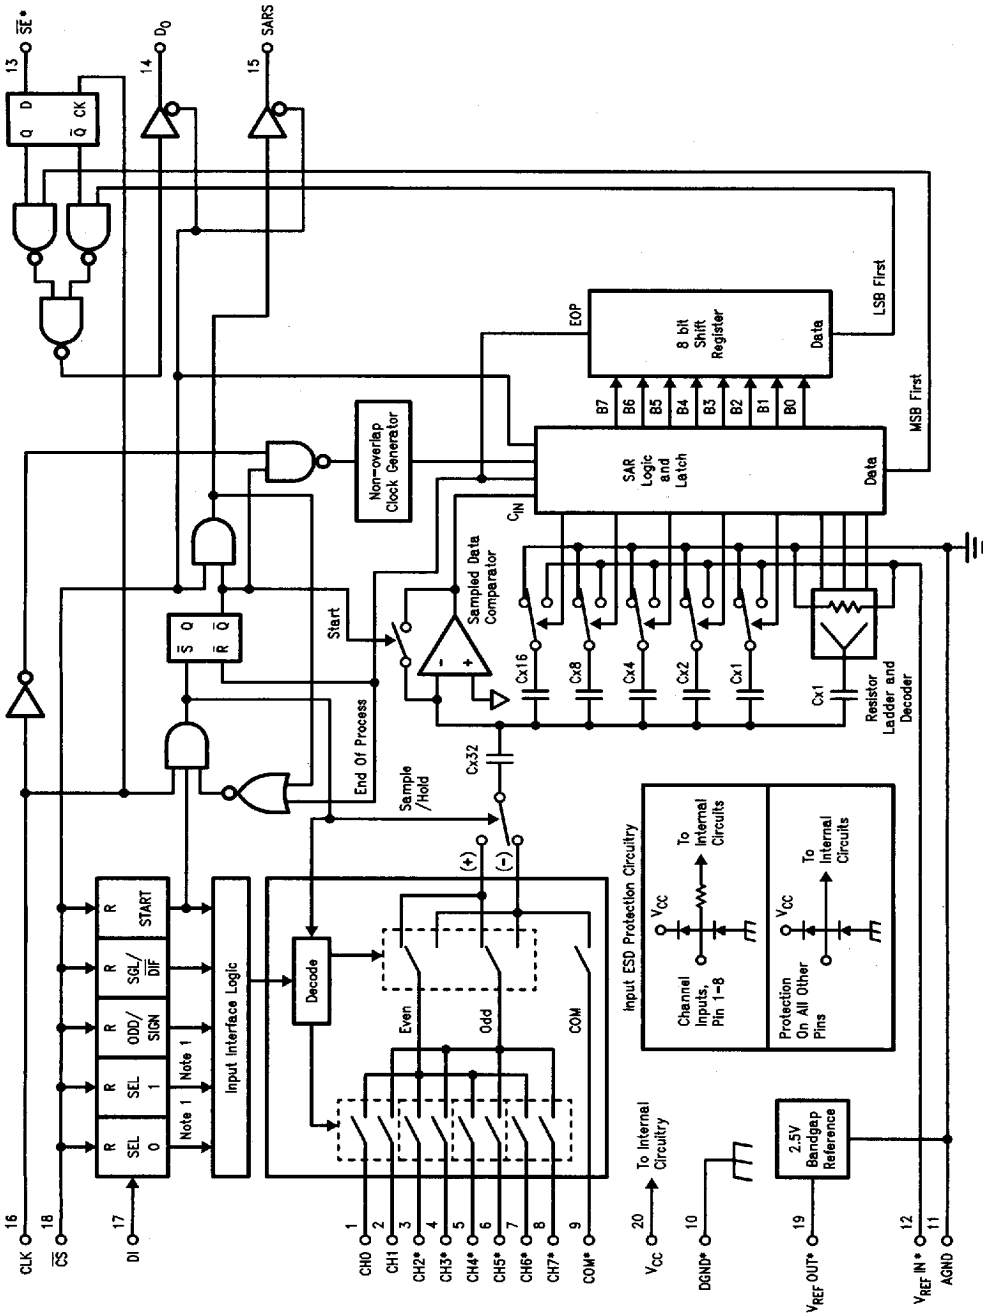 16
CLK
18
C̅S̅
17
DI
R
SEL
0
R
SEL
1
R
ODD/
SIGN
R
SGL/
D̅I̅F̅
R
START
Note 1
Note 1
Input Interface Logic
Decode
Even
Odd
COM
1
CH0
2
CH1
3
CH2*
4
CH3*
5
CH4*
6
CH5*
7
CH6*
8
CH7*
9
COM*
(+)
(-)
Sample
/Hold
End Of Process
Start
S̅ Q
R̅ Q̅
Cx32
Sampled Data
Comparator
-
+
Non-overlap
Clock Generator
CIN
SAR
Logic
and
Latch
Data
Cx16
Cx8
Cx4
Cx2
Cx1
Cx1
Resistor
Ladder and
Decoder
B7
B6
B5
B4
B3
B2
B1
B0
EOP
8 bit
Shift
Register
Data
LSB First
MSB First
Q D
Q̅ CK
13
S̅E̅*
14
DO
15
SARS
Input ESD Protection Circuitry
VCC
Channel
Inputs,
Pin 1-8
To
Internal
Circuits
VCC
Protection
On All Other
Pins
To
Internal
Circuits
20
VCC
To Internal
Circuitry
10
DGND*
19
VREF OUT*
2.5V
Bandgap
Reference
12
VREF IN*
11
AGND